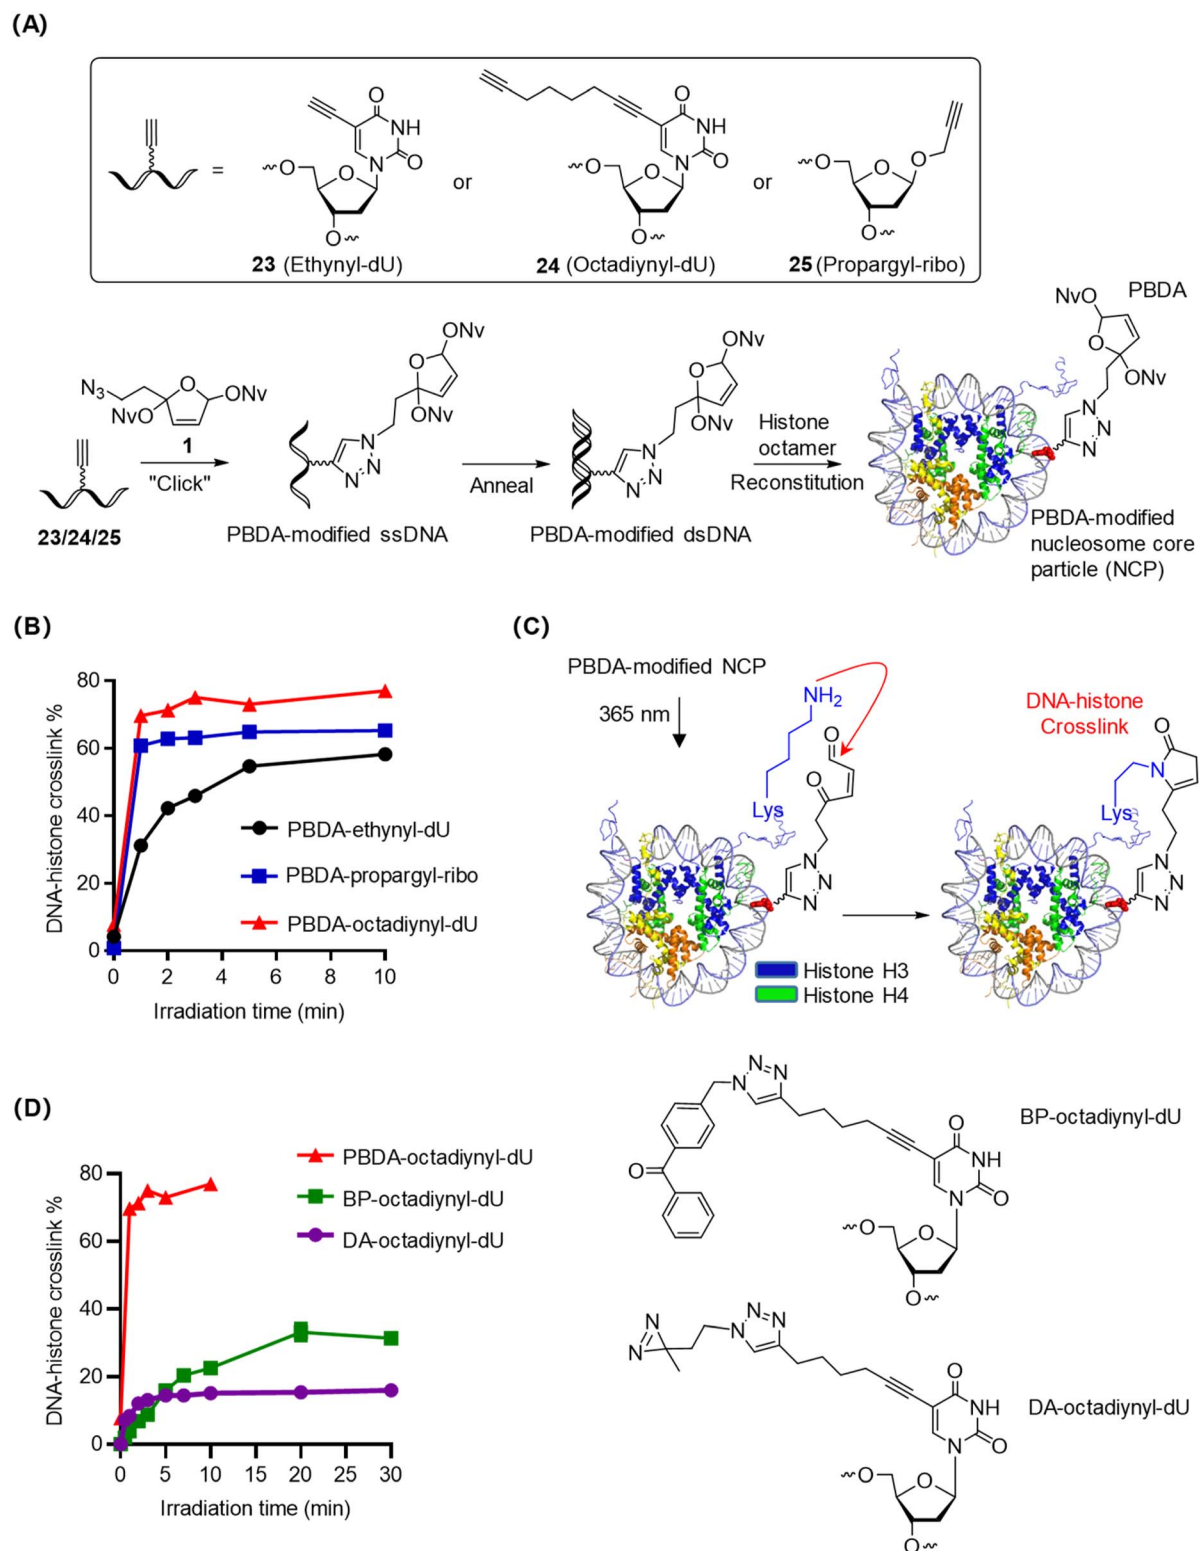 (A)
O
NH
N
O
O
O
23 (Ethynyl-dU)
or
O
NH
N
O
O
O
24 (Octadiynyl-dU)
or
O
O
O
O
25 (Propargyl-ribo)
=
N3
O
ONv
NvO
1
"Click"
23/24/25
ONv
O
ONv
N
N
N
PBDA-modified ssDNA
Anneal
ONv
O
ONv
N
N
N
PBDA-modified dsDNA
Histone
octamer
Reconstitution
NvO
PBDA
O
ONv
N
N
N
PBDA-modified
nucleosome core
particle (NCP)
(B)
DNA-histone crosslink %
80
60
40
20
0
0 2 4 6 8 10
Irradiation time (min)
PBDA-ethynyl-dU
PBDA-propargyl-ribo
PBDA-octadiynyl-dU
(C)
PBDA-modified NCP
365 nm
NH2
O
O
Lys
N
N
N
Histone H3
Histone H4
DNA-histone
Crosslink
O
N
Lys
N
N
N
(D)
DNA-histone crosslink %
80
60
40
20
0
0 5 10 15 20 25 30
Irradiation time (min)
PBDA-octadiynyl-dU
BP-octadiynyl-dU
DA-octadiynyl-dU
N
N
N
O
O
NH
N
O
O
O
O
BP-octadiynyl-dU
N
N
N
N
N
O
NH
N
O
O
O
O
DA-octadiynyl-dU